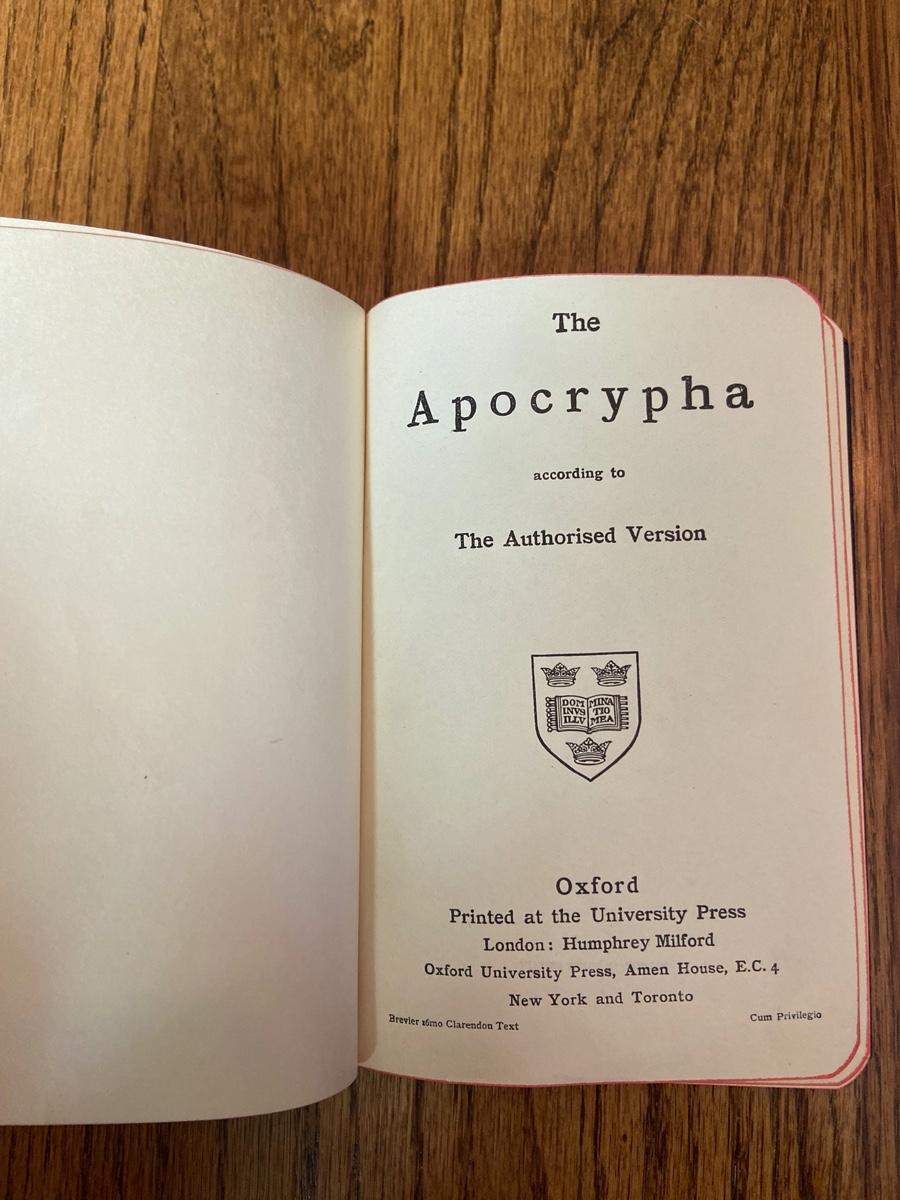 The
Apocrypha
according to
The Authorised Version
DOM MINA
INVS TIO
ILLV MEA
Oxford
Printed at the University Press
London: Humphrey Milford
Oxford University Press, Amen House, E.C. 4
New York and Toronto
Brevier 16mo Clarendon Text
Cum Privilegio